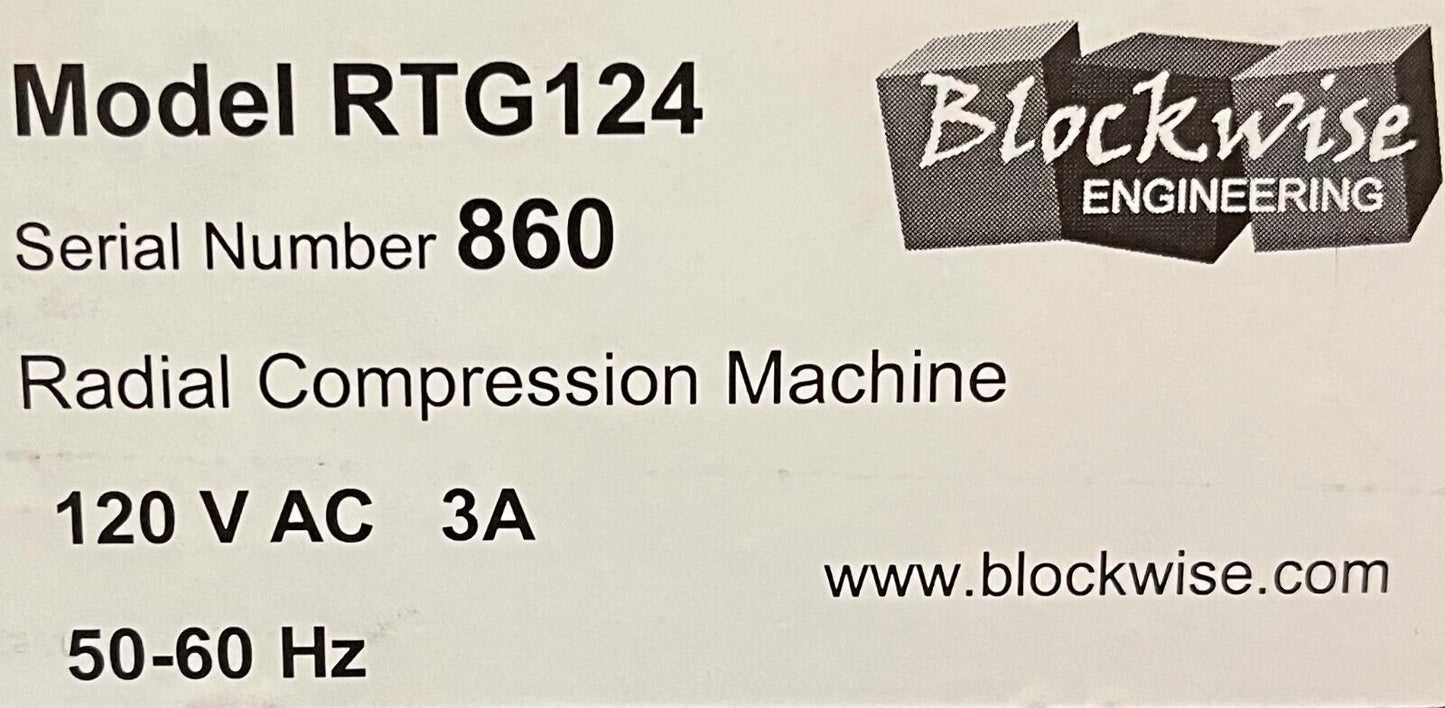 Model RTG124
Blockwise
ENGINEERING
Serial Number 860
Radial Compression Machine
120 V AC 3A
www.blockwise.com
50-60 Hz